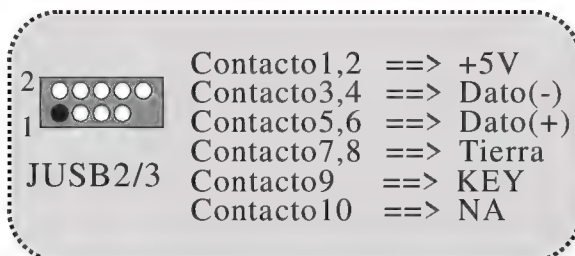 2
1
JUSB2/3
Contacto1,2 ==> +5V
Contacto3,4 ==> Dato(-)
Contacto5,6 ==> Dato(+)
Contacto7,8 ==> Tierra
Contacto9 ==> KEY
Contacto10 ==> NA